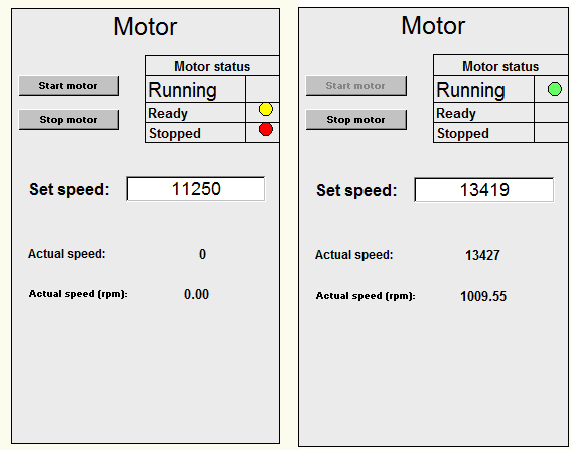 Motor
Motor status
Start motor
Running
Ready
Stop motor
Stopped
Set speed: 11250
Actual speed: 0
Actual speed (rpm): 0.00
Motor
Motor status
Start motor
Running
Ready
Stop motor
Stopped
Set speed: 13419
Actual speed: 13427
Actual speed (rpm): 1009.55